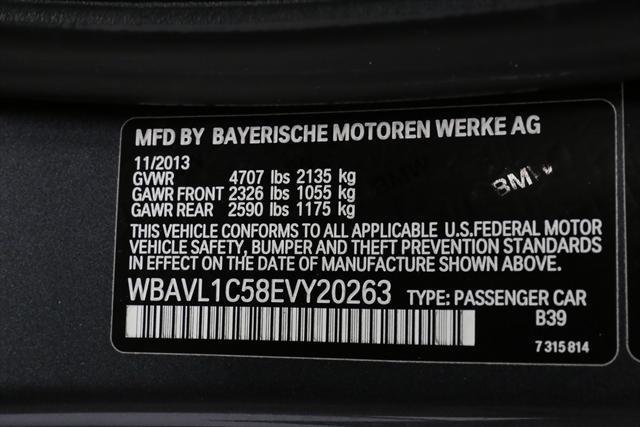 MFD BY BAYERISCHE MOTOREN WERKE AG
11/2013
GVWR 4707 lbs 2135 kg
GAWR FRONT 2326 lbs 1055 kg
GAWR REAR 2590 lbs 1175 kg
BMW
THIS VEHICLE CONFORMS TO ALL APPLICABLE U.S.FEDERAL MOTOR
VEHICLE SAFETY, BUMPER AND THEFT PREVENTION STANDARDS
IN EFFECT ON THE DATE OF MANUFACTURE SHOWN ABOVE.
WBAVL1C58EVY20263 TYPE: PASSENGER CAR
B39
7 315 814